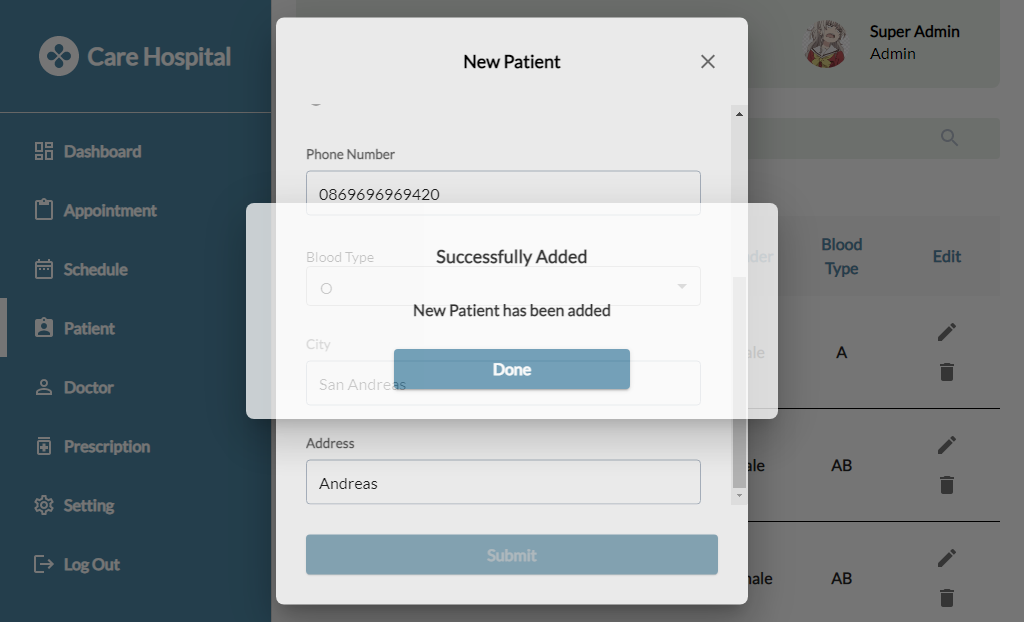 Care Hospital
Super Admin
Admin
Dashboard
Appointment
Schedule
Patient
Doctor
Prescription
Setting
Log Out
New Patient
Phone Number
0869696969420
Blood Type
O
City
San Andreas
Successfully Added
New Patient has been added
Done
Address
Andreas
Submit
Blood
Type
Edit
A
AB
AB